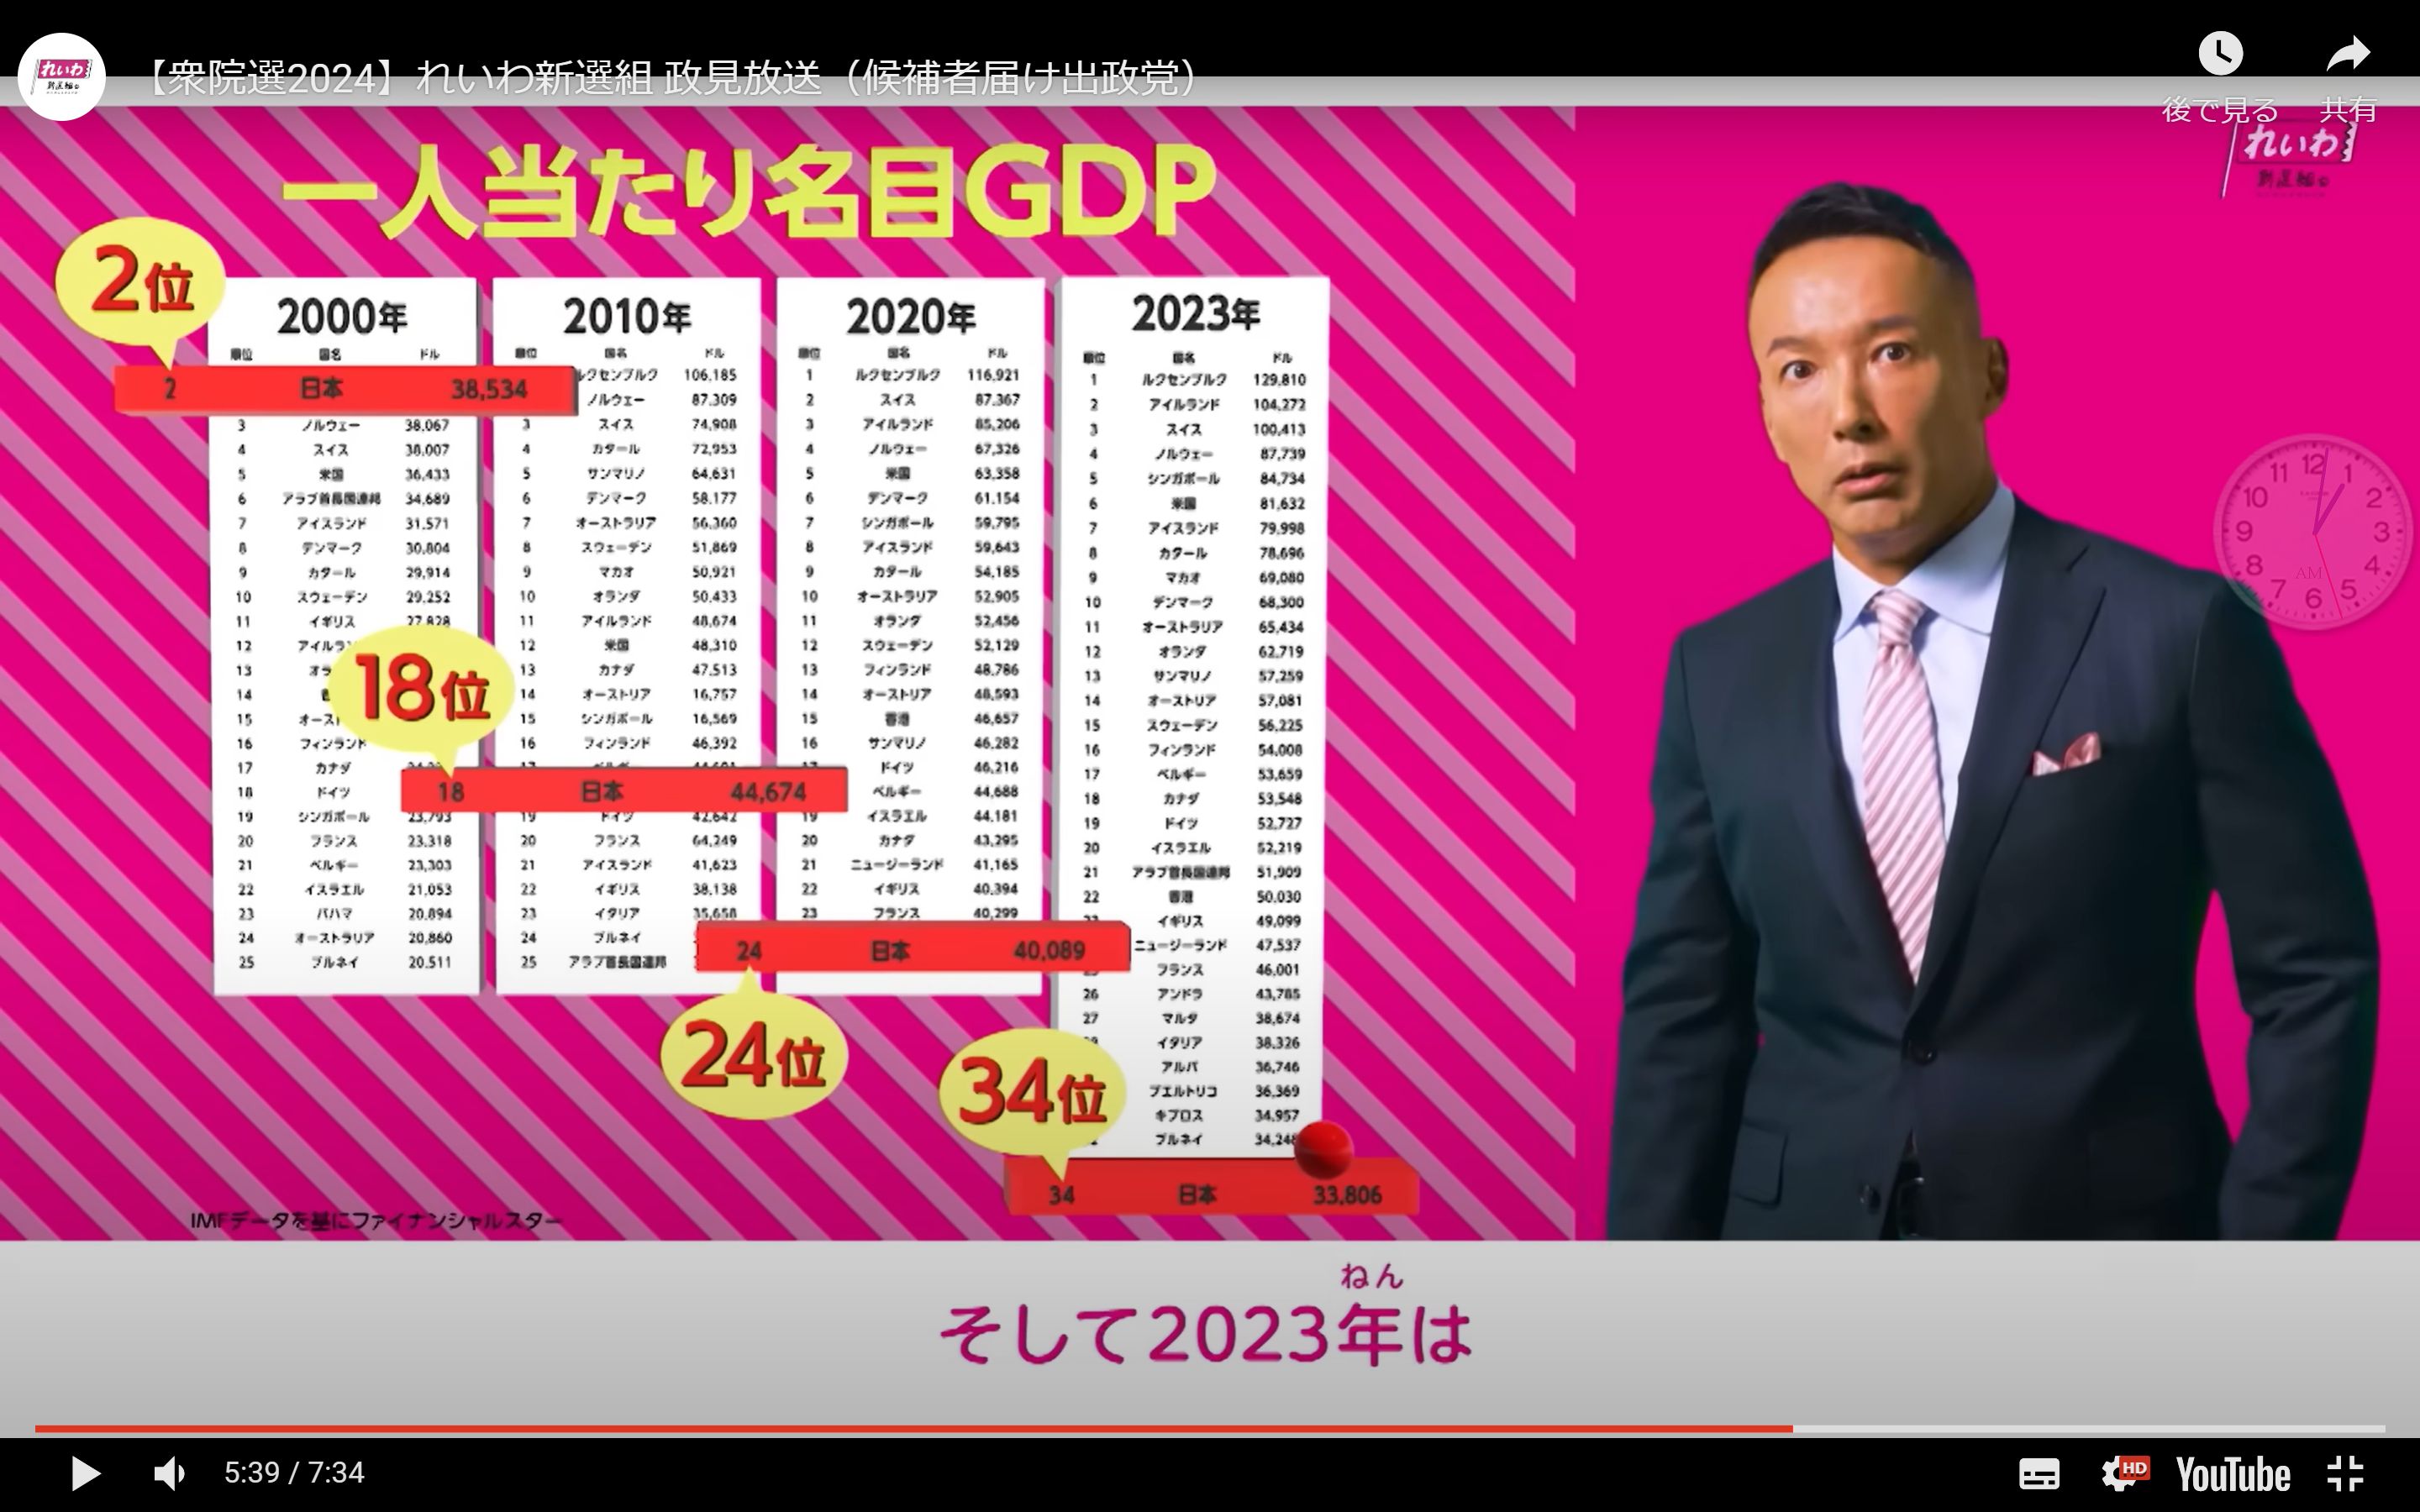 れいわ
新選組
【衆院選2024】れいわ新選組 政見放送（候補者届け出政党）
後で見る 共有
れいわ
新選組
一人当たり名目GDP
2位
2000年
順位 国名 ドル
2 日本 38,534
3 ノルウェー 38,067
4 スイス 38,007
5 米国 36,433
6 アラブ首長国連邦 34,689
7 アイスランド 31,571
8 デンマーク 30,804
9 カタール 29,914
10 スウェーデン 29,252
11 イギリス 27,828
12 アイルラン
13 オラ
14
15 オースト
16 フィンランド
17 カナダ
18 ドイツ
19 シンガポール 23,793
20 フランス 23,318
21 ベルギー 23,303
22 イスラエル 21,053
23 バハマ 20,894
24 オーストラリア 20,860
25 ブルネイ 20,511
2010年
順位 国名 ドル
ルクセンブルク 106,185
ノルウェー 87,309
3 スイス 74,908
4 カタール 72,953
5 サンマリノ 64,631
6 デンマーク 58,177
7 オーストラリア 56,360
8 スウェーデン 51,869
9 マカオ 50,921
10 オランダ 50,433
11 アイルランド 48,674
12 米国 48,310
13 カナダ 47,513
14 オーストリア 16,757
15 シンガポール 16,569
16 フィンランド 46,392
18位
18 日本 44,674
19 ドイツ 42,642
20 フランス 64,249
21 アイスランド 41,623
22 イギリス 38,138
23 イタリア 35,658
24 ブルネイ
25 アラブ首長国連邦
2020年
順位 国名 ドル
1 ルクセンブルク 116,921
2 スイス 87,367
3 アイルランド 85,206
4 ノルウェー 67,326
5 米国 63,358
6 デンマーク 61,154
7 シンガポール 59,795
8 アイスランド 59,643
9 カタール 54,185
10 オーストラリア 52,905
11 オランダ 52,456
12 スウェーデン 52,129
13 フィンランド 48,786
14 オーストリア 48,593
15 香港 46,657
16 サンマリノ 46,282
17 ドイツ 46,216
ベルギー 44,688
19 イスラエル 44,181
20 カナダ 43,295
21 ニュージーランド 41,165
22 イギリス 40,394
23 フランス 40,299
24 日本 40,089
24位
2023年
順位 国名 ドル
1 ルクセンブルク 129,810
2 アイルランド 104,272
3 スイス 100,413
4 ノルウェー 87,739
5 シンガポール 84,734
6 米国 81,632
7 アイスランド 79,998
8 カタール 78,696
9 マカオ 69,080
10 デンマーク 68,300
11 オーストラリア 65,434
12 オランダ 62,719
13 サンマリノ 57,259
14 オーストリア 57,081
15 スウェーデン 56,225
16 フィンランド 54,008
17 ベルギー 53,659
18 カナダ 53,548
19 ドイツ 52,727
20 イスラエル 52,219
21 アラブ首長国連邦 51,909
22 香港 50,030
23 イギリス 49,099
ニュージーランド 47,537
25 フランス 46,001
26 アンドラ 43,785
27 マルタ 38,674
イタリア 38,326
アルバ 36,746
プエルトリコ 36,369
キプロス 34,957
ブルネイ 34,248
34位
34 日本 33,806
IMFデータを基にファイナンシャルスター
12 1 2 3 4 5 6 7 8 9 10 11
AM
ねん
そして2023年は
5:39 / 7:34
HD
YouTube